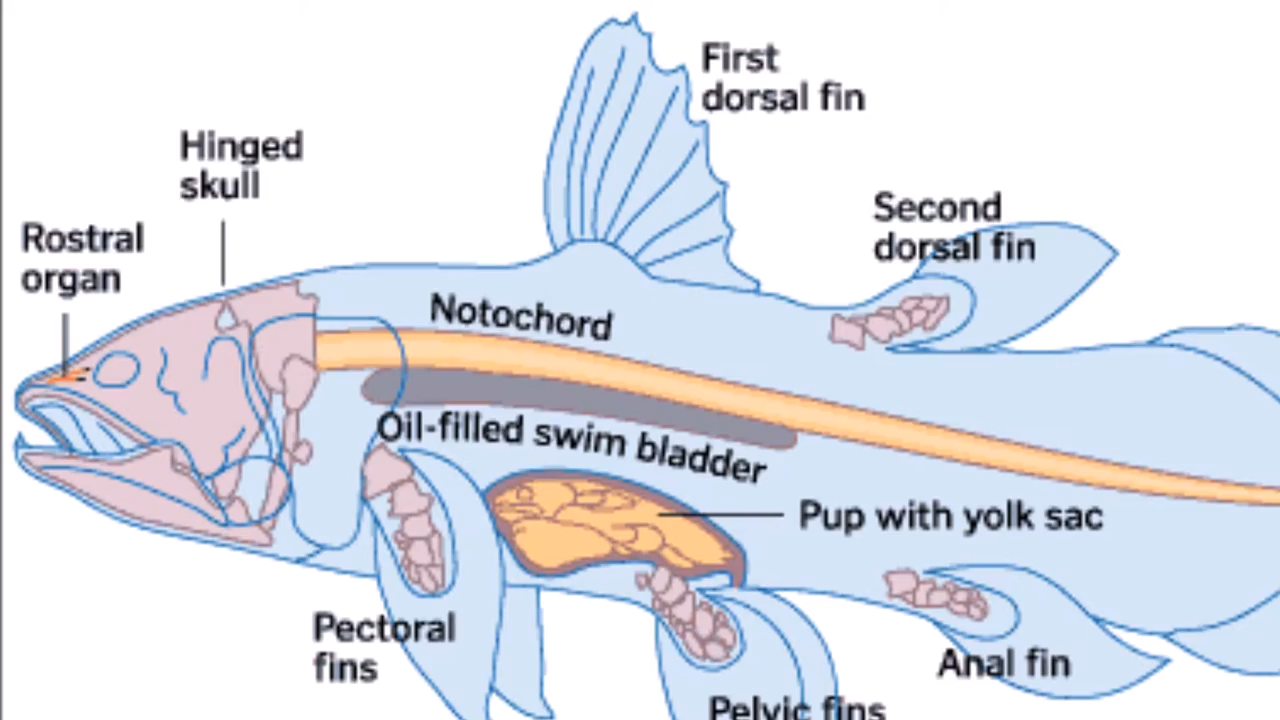 First
dorsal fin
Hinged
skull
Second
dorsal fin
Rostral
organ
Notochord
Oil-filled swim bladder
Pup with yolk sac
Pectoral
fins
Anal fin
Pelvic fins